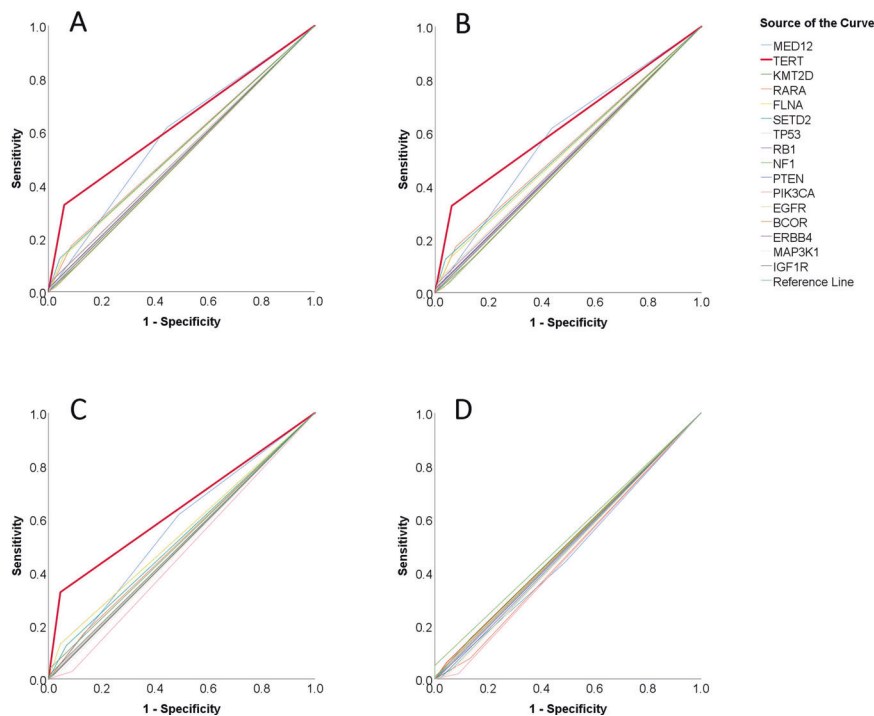 A
1.0
0.8
0.6
0.4
0.2
0.0
Sensitivity
0.0 0.2 0.4 0.6 0.8 1.0
1 - Specificity
B
1.0
0.8
0.6
0.4
0.2
0.0
Sensitivity
0.0 0.2 0.4 0.6 0.8 1.0
1 - Specificity
Source of the Curve
MED12
TERT
KMT2D
RARA
FLNA
SETD2
TP53
RB1
NF1
PTEN
PIK3CA
EGFR
BCOR
ERBB4
MAP3K1
IGF1R
Reference Line
C
1.0
0.8
0.6
0.4
0.2
0.0
Sensitivity
0.0 0.2 0.4 0.6 0.8 1.0
1 - Specificity
D
1.0
0.8
0.6
0.4
0.2
0.0
Sensitivity
0.0 0.2 0.4 0.6 0.8 1.0
1 - Specificity